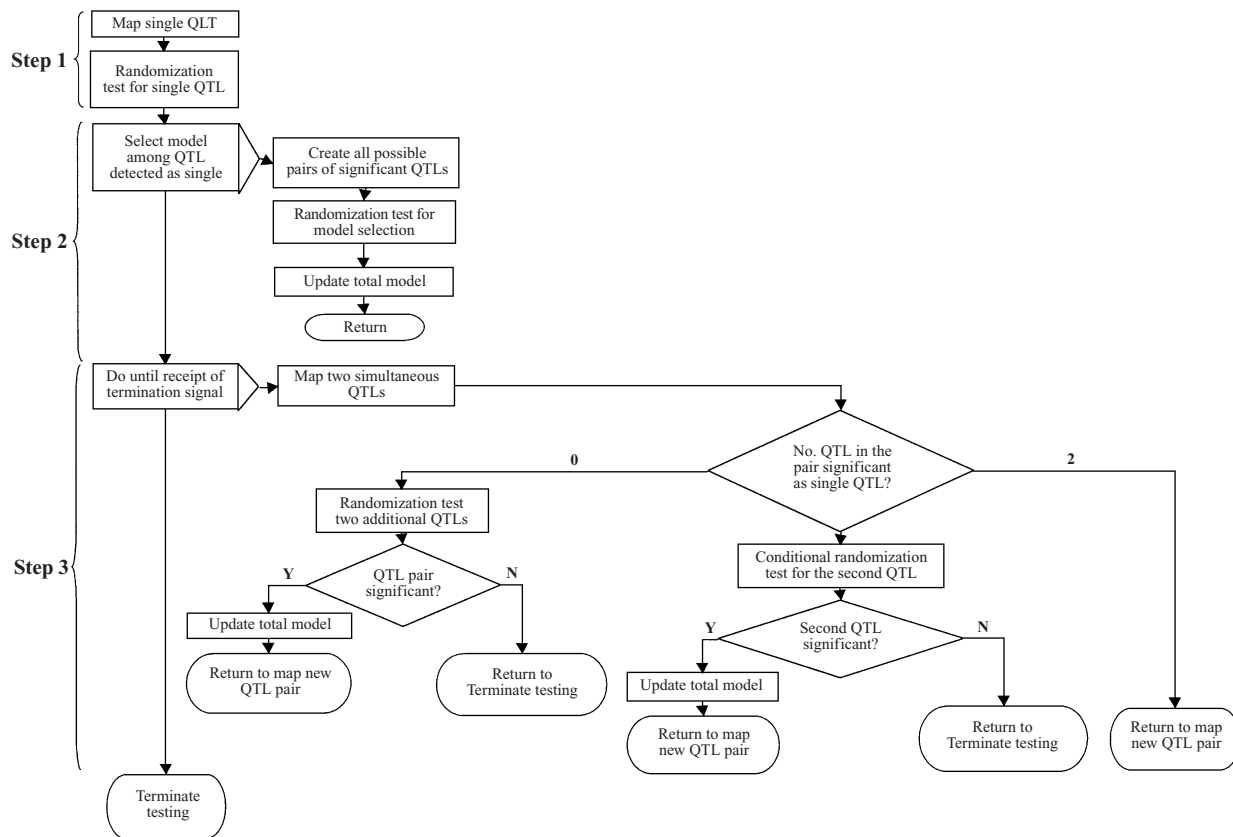 Step 1
Map single QLT
Randomization
test for single QTL
Step 2
Select model
among QTL
detected as single
Create all possible
pairs of significant QTLs
Randomization test for
model selection
Update total model
Return
Step 3
Do until receipt of
termination signal
Map two simultaneous
QTLs
No. QTL in the
pair significant
as single QTL?
0
2
Randomization test
two additional QTLs
QTL pair
significant?
Y
N
Update total model
Return to map new
QTL pair
Return to
Terminate testing
Conditional randomization
test for the second QTL
Second QTL
significant?
Y
N
Update total model
Return to map
new QTL pair
Return to
Terminate testing
Return to map
new QTL pair
Terminate
testing